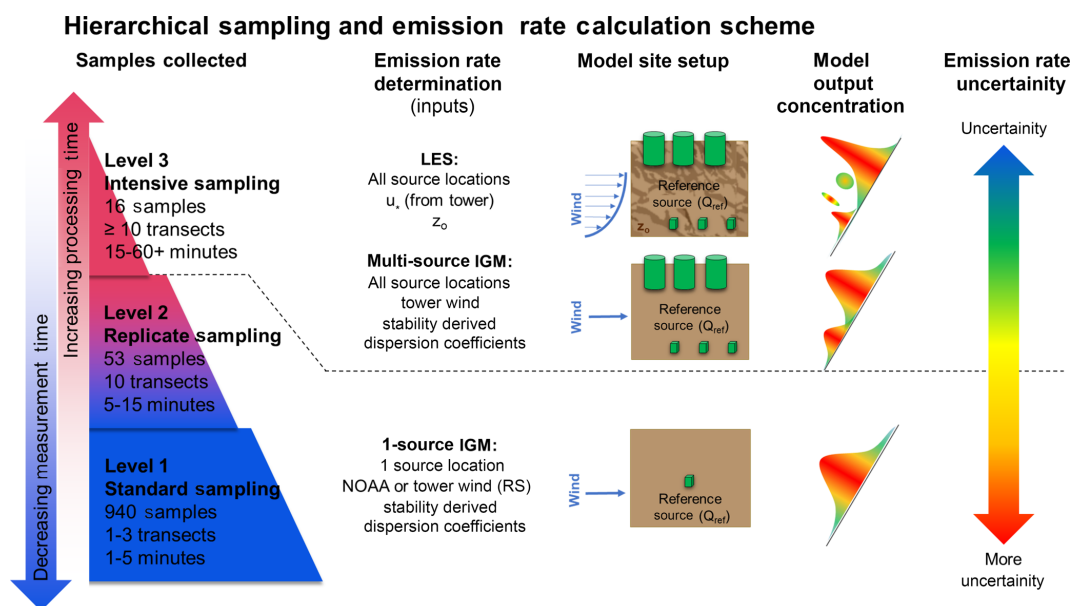 Hierarchical sampling and emission rate calculation scheme
Samples collected
Emission rate
determination
(inputs)
Model site setup
Model
output
concentration
Emission rate
uncertainty
Decreasing measurement time
Increasing processing time
Level 3
Intensive sampling
16 samples
≥ 10 transects
15-60+ minutes
LES:
All source locations
u* (from tower)
zo
Wind
Reference
source (Qref)
zo
Uncertainity
Level 2
Replicate sampling
53 samples
10 transects
5-15 minutes
Multi-source IGM:
All source locations
tower wind
stability derived
dispersion coefficients
Wind
Reference
source (Qref)
Level 1
Standard sampling
940 samples
1-3 transects
1-5 minutes
1-source IGM:
1 source location
NOAA or tower wind (RS)
stability derived
dispersion coefficients
Wind
Reference
source (Qref)
More
uncertainity